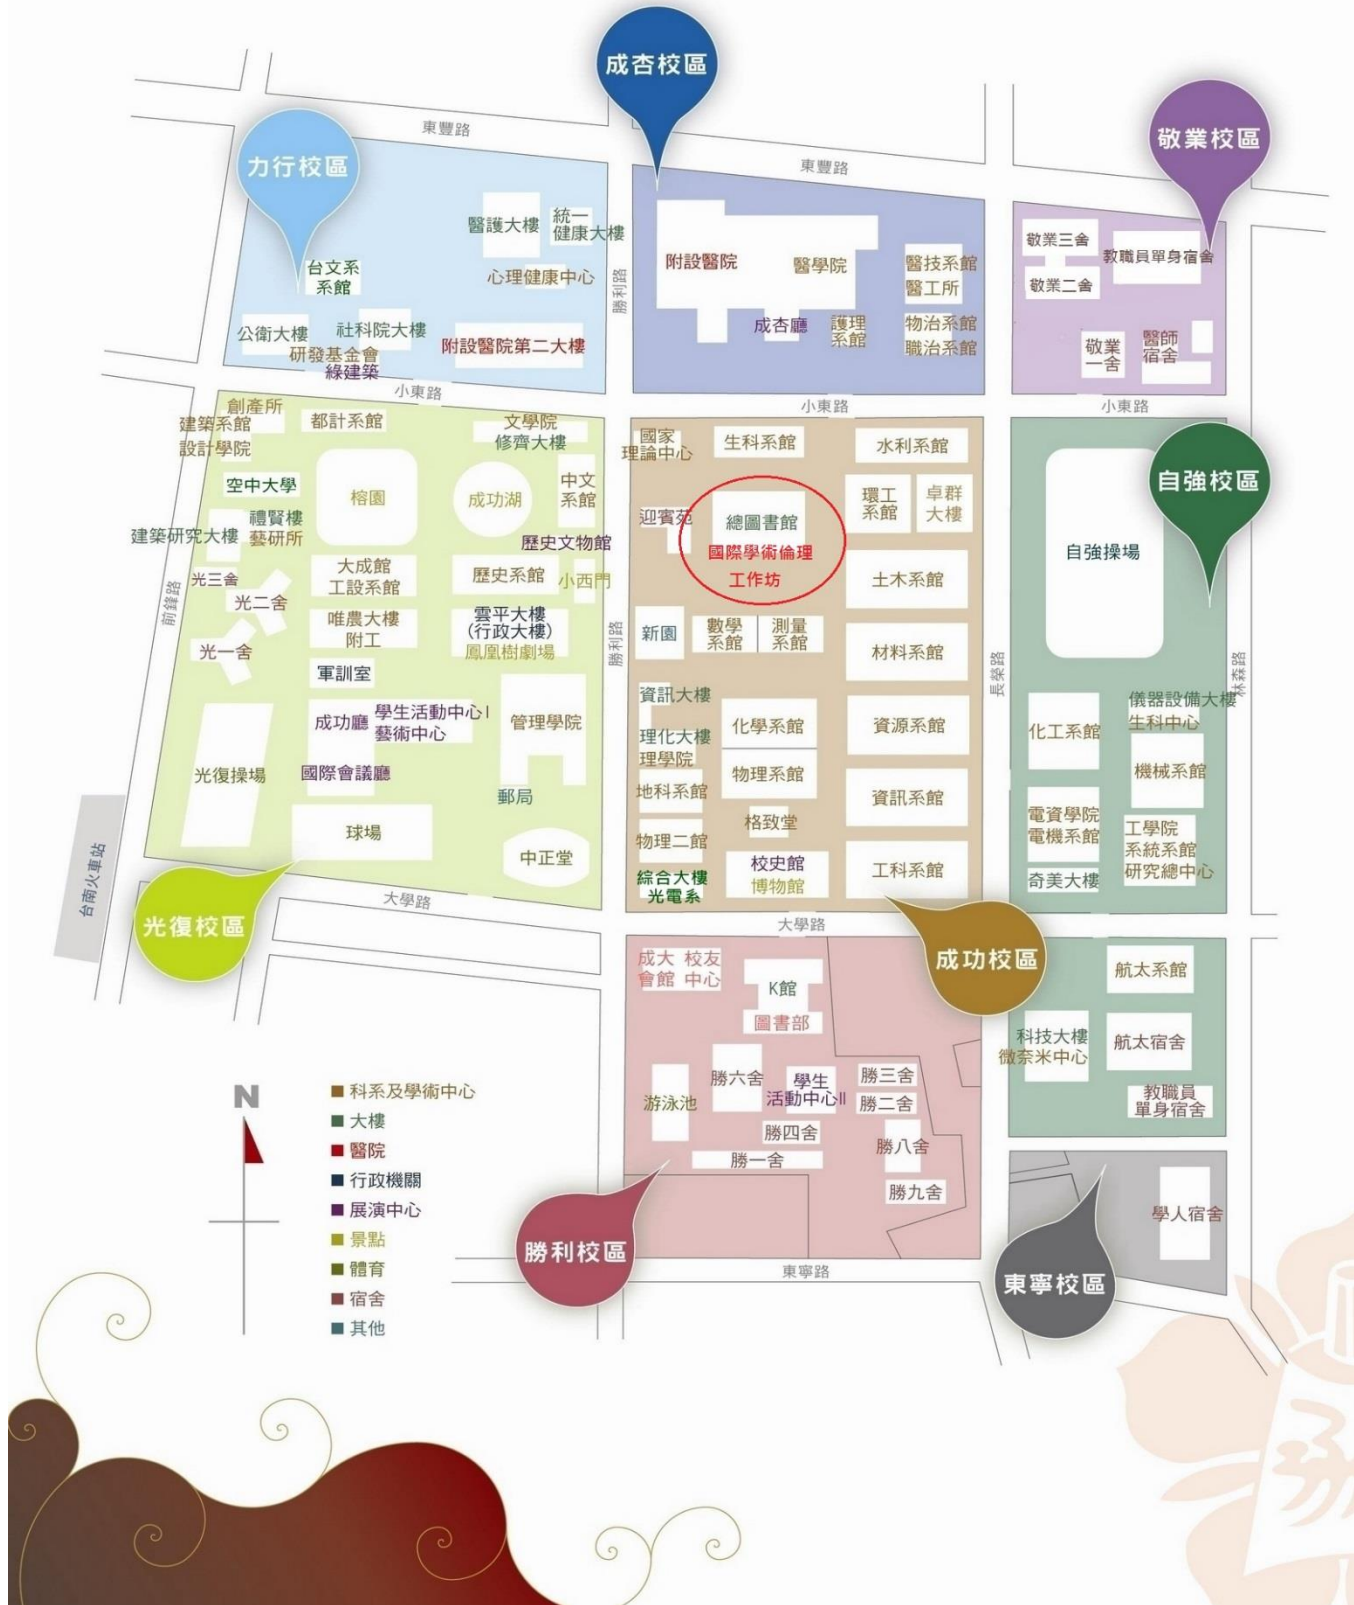 成杏校區
敬業校區
力行校區
東豐路
東豐路
醫護大樓
統一
健康大樓
台文系
系館
心理健康中心
公衛大樓
社科院大樓
研發基金會
綠建築
附設醫院第二大樓
勝利路
附設醫院
醫學院
醫技系館
醫工所
成杏廳
護理
系館
物治系館
職治系館
敬業三舍
教職員單身宿舍
敬業二舍
敬業
一舍
醫師
宿舍
小東路
小東路
小東路
創產所
建築系館
設計學院
都計系館
文學院
修齊大樓
空中大學
榕園
成功湖
中文
系館
禮賢樓
建築研究大樓
藝研所
歷史文物館
光三舍
大成館
工設系館
歷史系館
小西門
光二舍
前鋒路
唯農大樓
附工
雲平大樓
(行政大樓)
鳳凰樹劇場
光一舍
軍訓室
成功廳
學生活動中心I
藝術中心
管理學院
國際會議廳
光復操場
郵局
球場
中正堂
台南火車站
光復校區
大學路
勝利路
國家
理論中心
生科系館
水利系館
迎賓苑
總圖書館
國際學術倫理
工作坊
環工
系館
卓群
大樓
土木系館
新園
數學
系館
測量
系館
材料系館
資訊大樓
化學系館
資源系館
理化大樓
理學院
物理系館
地科系館
資訊系館
格致堂
物理二館
校史館
博物館
工科系館
綜合大樓
光電系
大學路
成功校區
長榮路
自強校區
自強操場
林森路
儀器設備大樓
生科中心
化工系館
機械系館
電資學院
電機系館
工學院
系統系館
研究總中心
奇美大樓
航太系館
科技大樓
微奈米中心
航太宿舍
教職員
單身宿舍
成大
會館
校友
中心
K館
圖書部
勝六舍
學生
活動中心II
勝三舍
勝二舍
游泳池
勝四舍
勝八舍
勝一舍
勝九舍
勝利校區
東寧路
東寧校區
學人宿舍
N
科系及學術中心
大樓
醫院
行政機關
展演中心
景點
體育
宿舍
其他